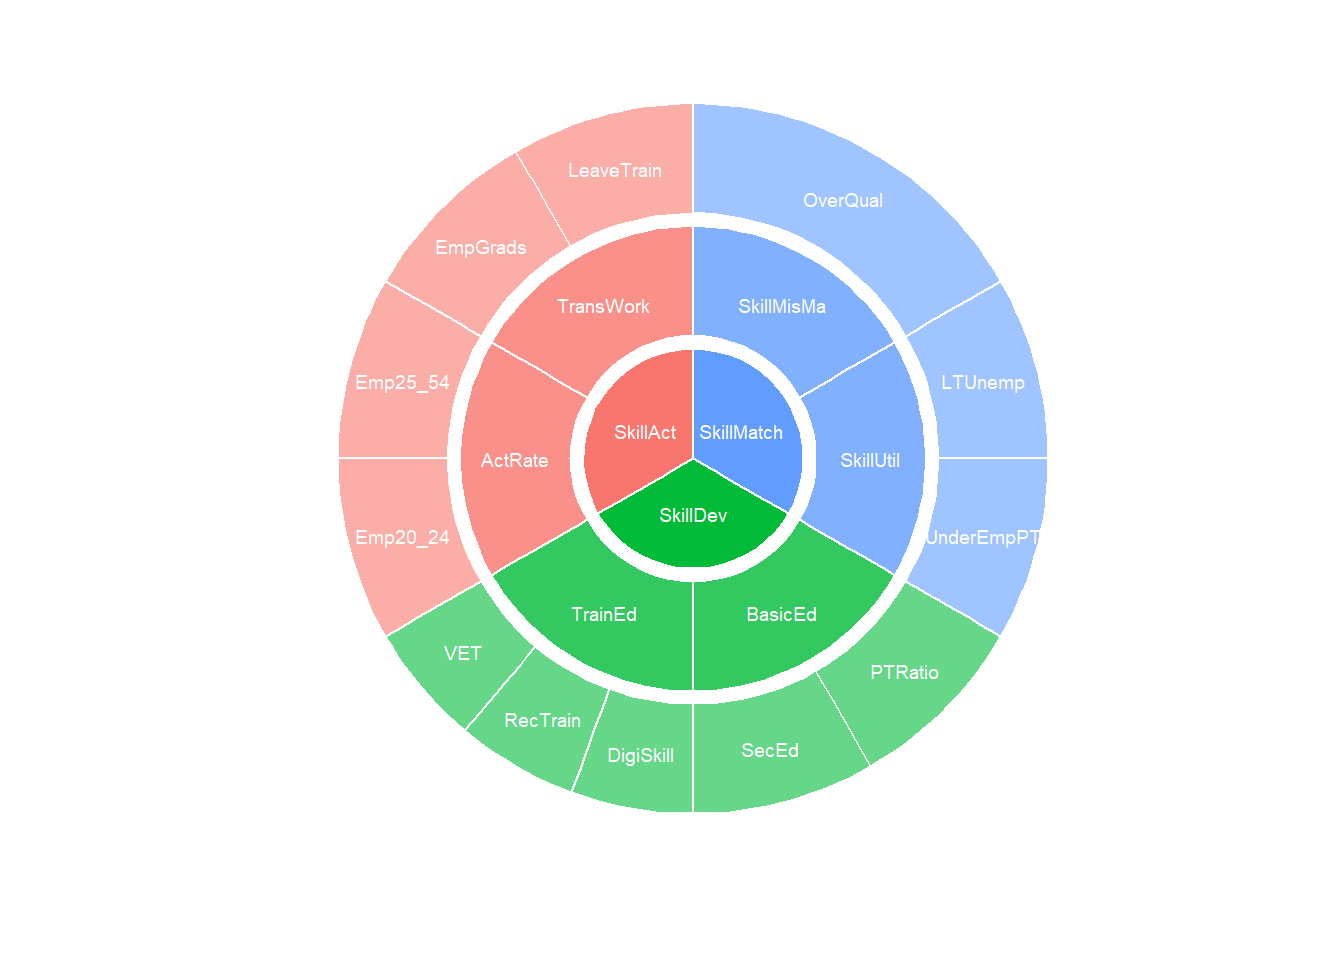 LeaveTrain
OverQual
EmpGrads
TransWork
SkillMisMa
Emp25_54
LTUnemp
SkillAct
SkillMatch
ActRate
SkillUtil
SkillDev
Emp20_24
UnderEmpPT
TrainEd
BasicEd
VET
PTRatio
RecTrain
DigiSkill
SecEd